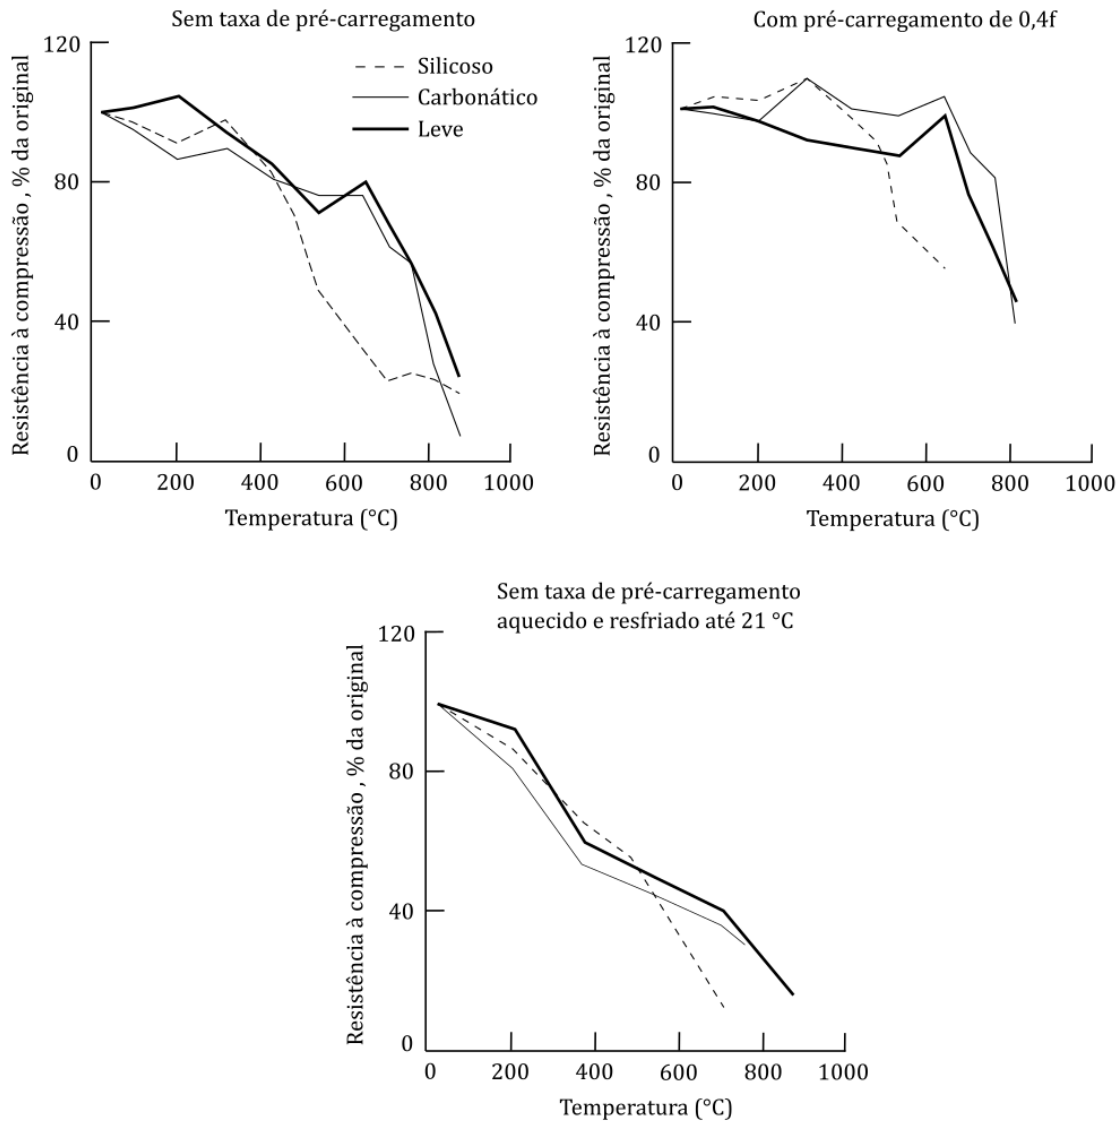 Sem taxa de pré-carregamento
120
80
40
0
Resistência à compressão , % da original
Silicoso
Carbonático
Leve
0 200 400 600 800 1000
Temperatura (°C)
Com pré-carregamento de 0,4f
120
80
40
0
Resistência à compressão , % da original
0 200 400 600 800 1000
Temperatura (°C)
Sem taxa de pré-carregamento
aquecido e resfriado até 21 °C
120
80
40
0
Resistência à compressão , % da original
0 200 400 600 800 1000
Temperatura (°C)